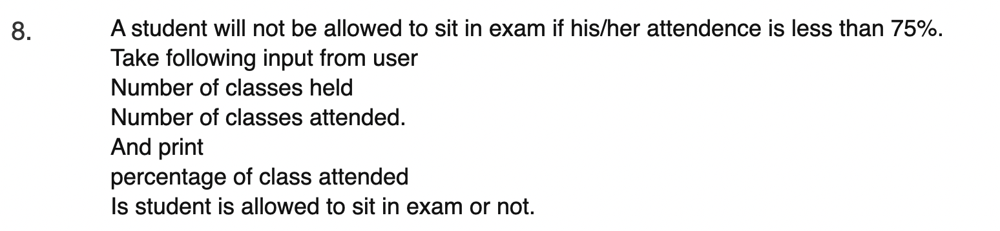 8. A student will not be allowed to sit in exam if his/her attendence is less than 75%.
Take following input from user
Number of classes held
Number of classes attended.
And print
percentage of class attended
Is student is allowed to sit in exam or not.